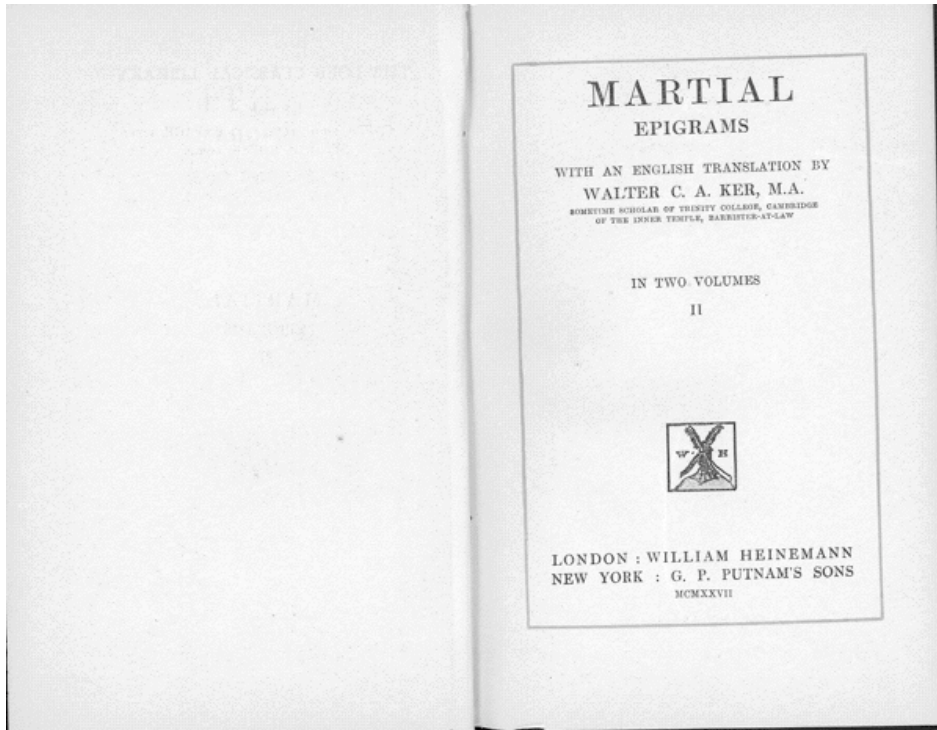 MARTIAL
EPIGRAMS
WITH AN ENGLISH TRANSLATION BY
WALTER C. A. KER, M.A.
SOMETIME SCHOLAR OF TRINITY COLLEGE, CAMBRIDGE
OF THE INNER TEMPLE, BARRISTER-AT-LAW
IN TWO VOLUMES
II
W H
LONDON : WILLIAM HEINEMANN
NEW YORK : G. P. PUTNAM'S SONS
MCMXXVII